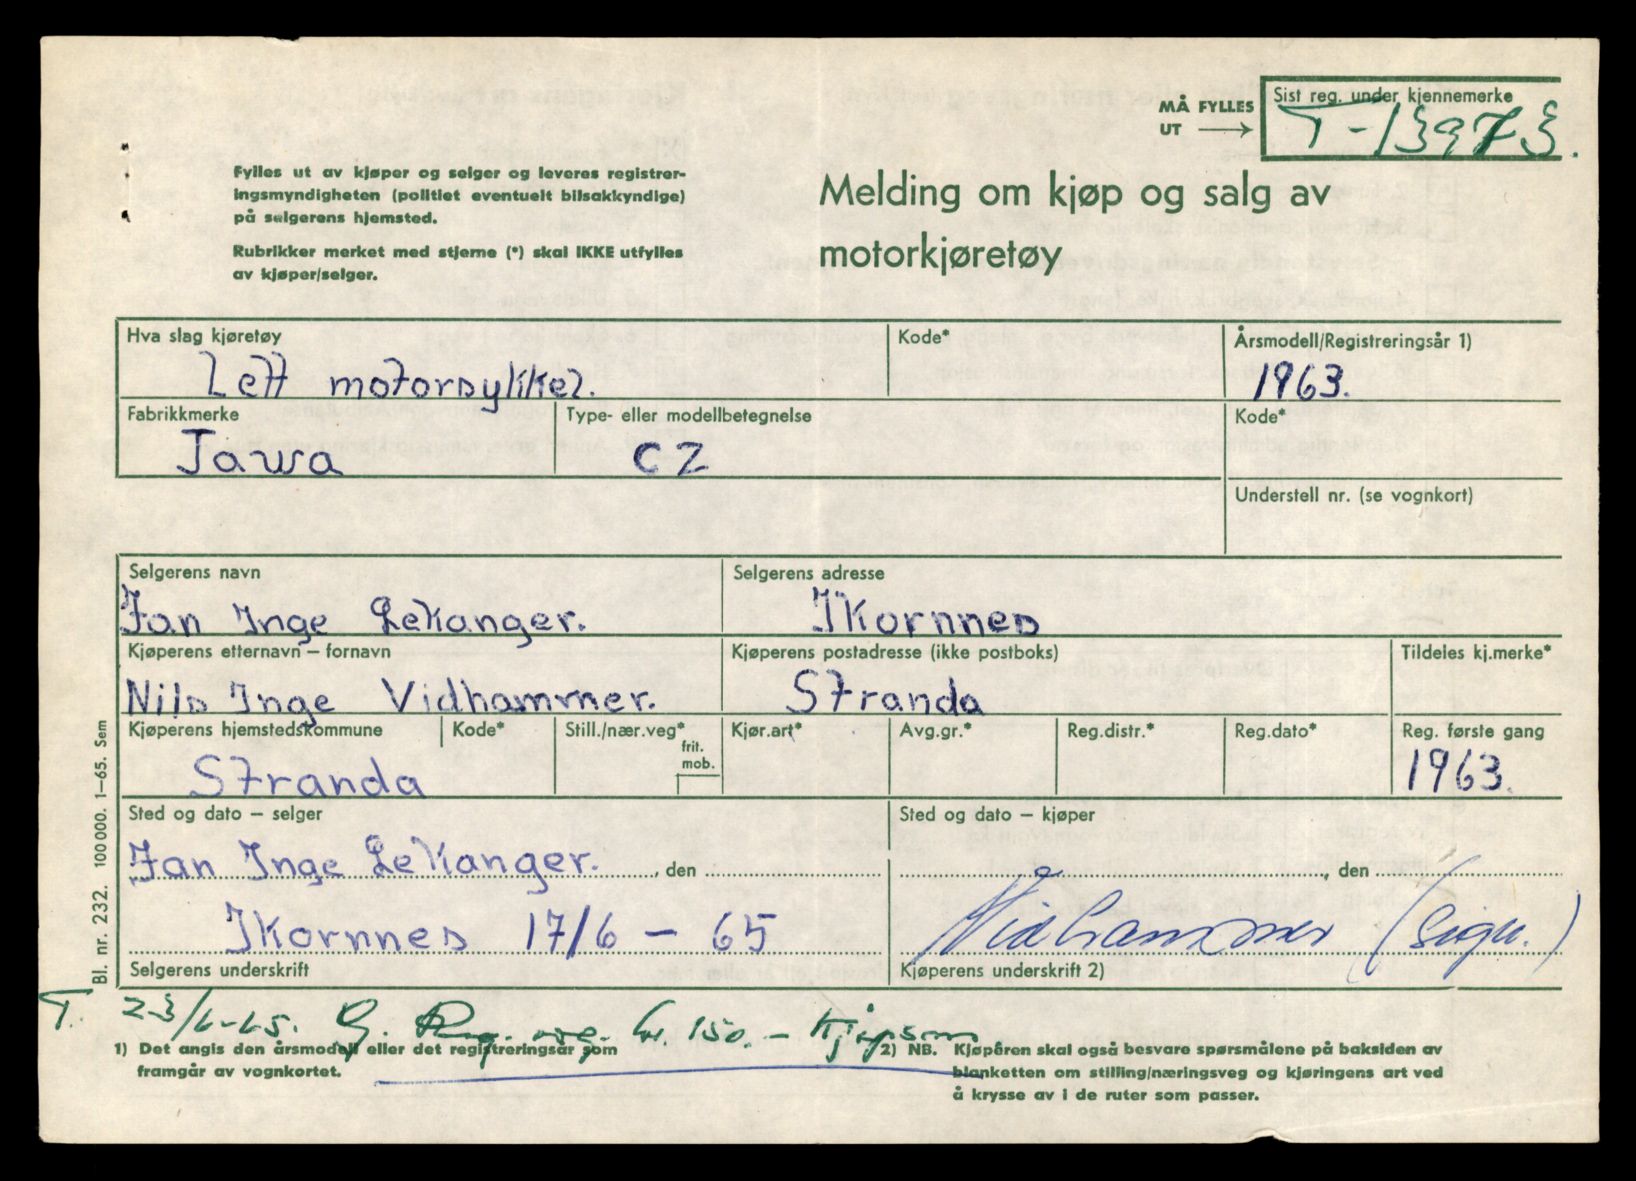 MÅ FYLLES UT → Sist reg. under kjennemerke
T-13973.
Fylles ut av kjøper og selger og leveres registrer-
ingsmyndigheten (politiet eventuelt bilsakkyndige)
på selgerens hjemsted.
Rubrikker merket med stjerne (*) skal IKKE utfylles
av kjøper/selger.
Melding om kjøp og salg av
motorkjøretøy
Hva slag kjøretøy Kode* Årsmodell/Registreringsår 1)
Lett motorsykkel. 1963.
Fabrikkmerke Type- eller modellbetegnelse Kode*
Jawa CZ
Understell nr. (se vognkort)
Selgerens navn Selgerens adresse
Jan Inge Lekanger. Ikornnes
Kjøperens etternavn – fornavn Kjøperens postadresse (ikke postboks) Tildeles kj.merke*
Nils Inge Vidhammer. Stranda
Kjøperens hjemstedskommune Kode* Still./nær.veg* frit. mob. Kjør.art* Avg.gr.* Reg.distr.* Reg.dato* Reg. første gang
Stranda 1963.
Sted og dato – selger Sted og dato – kjøper
Jan Inge Lekanger. , den , den
Ikornnes 17/6 – 65 Vidhammer (sign.)
Selgerens underskrift Kjøperens underskrift 2)
T. 23/6-65. G. Reg. kr. 150.-
1) Det angis den årsmodell eller det registreringsår som
framgår av vognkortet.
2) NB. Kjøperen skal også besvare spørsmålene på baksiden av
blanketten om stilling/næringsveg og kjøringens art ved
å krysse av i de ruter som passer.
Bl. nr. 232. 100 000. 1–65. Sem